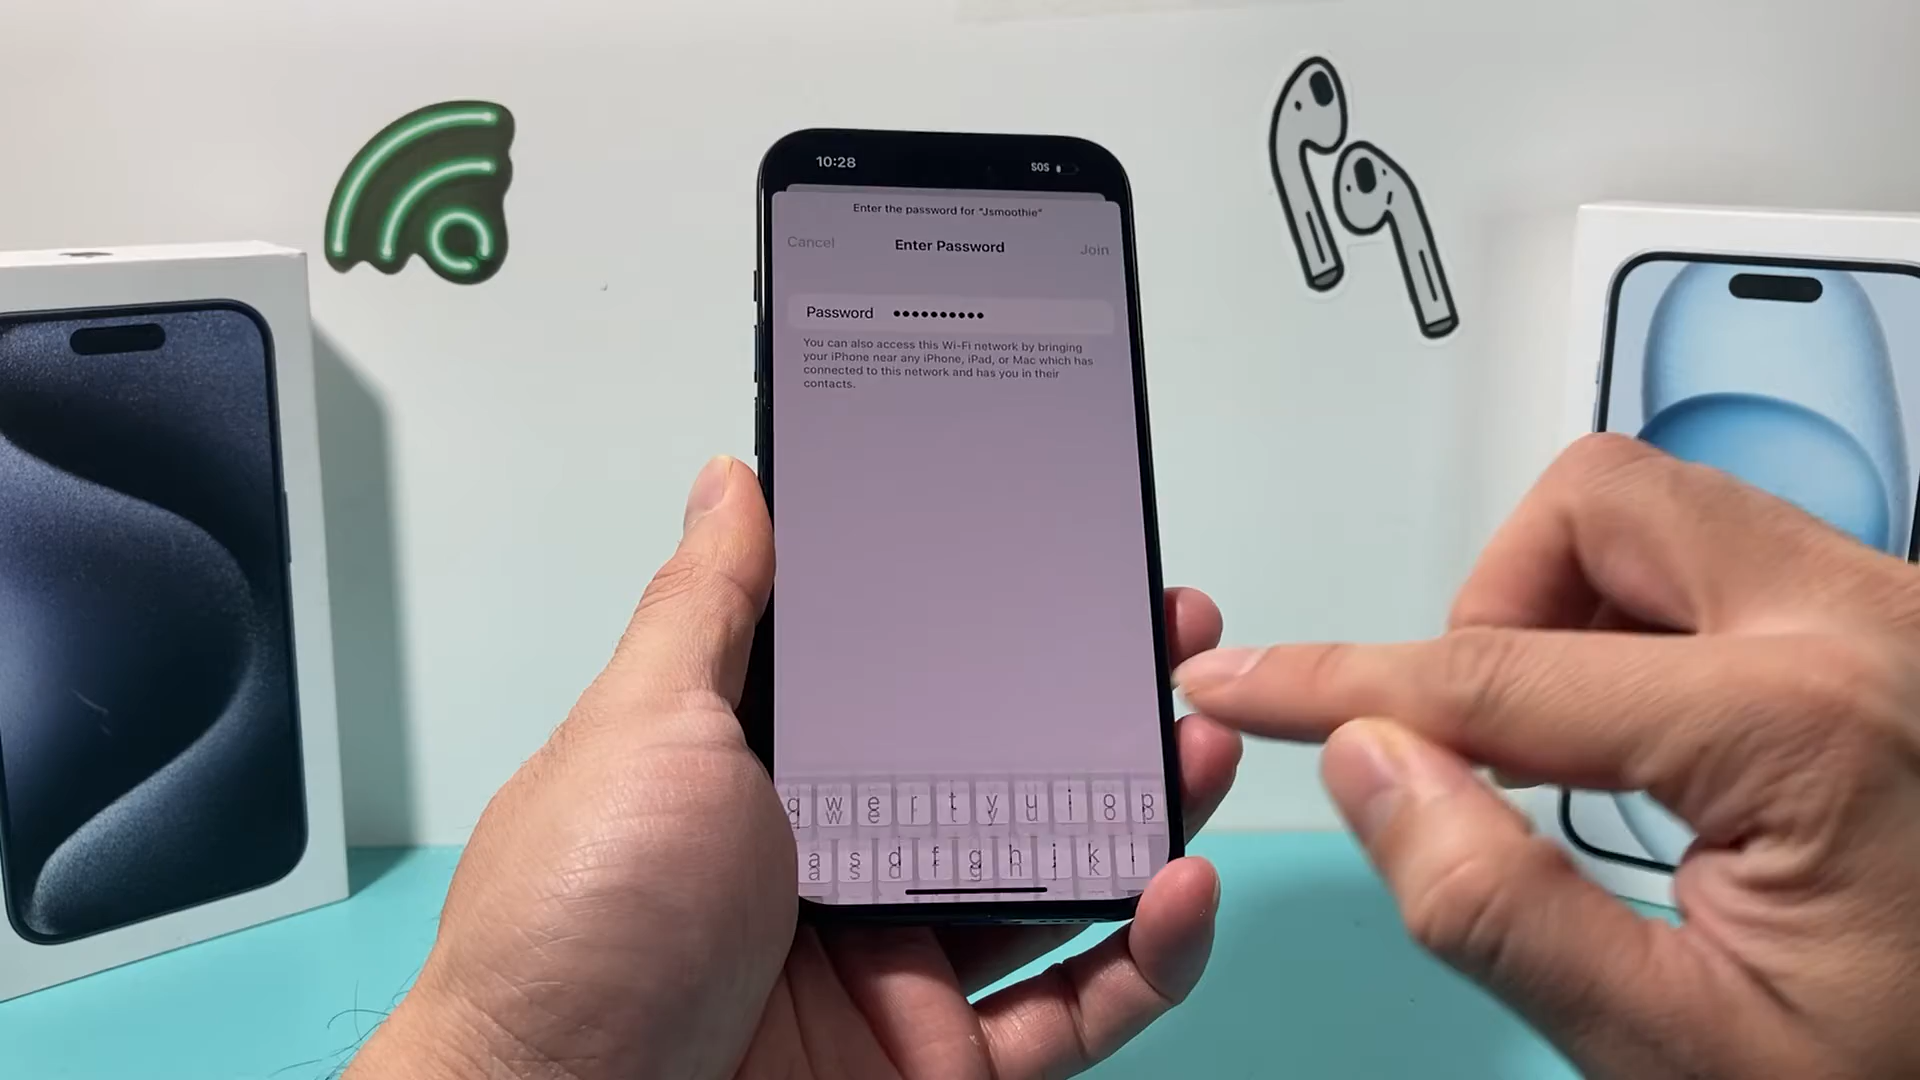 10:28
SOS
Enter the password for "Jsmoothie"
Cancel
Enter Password
Join
Password ••••••••••
You can also access this Wi-Fi network by bringing
your iPhone near any iPhone, iPad, or Mac which has
connected to this network and has you in their
contacts.
q w e r t y u i o p
a s d f g h j k l